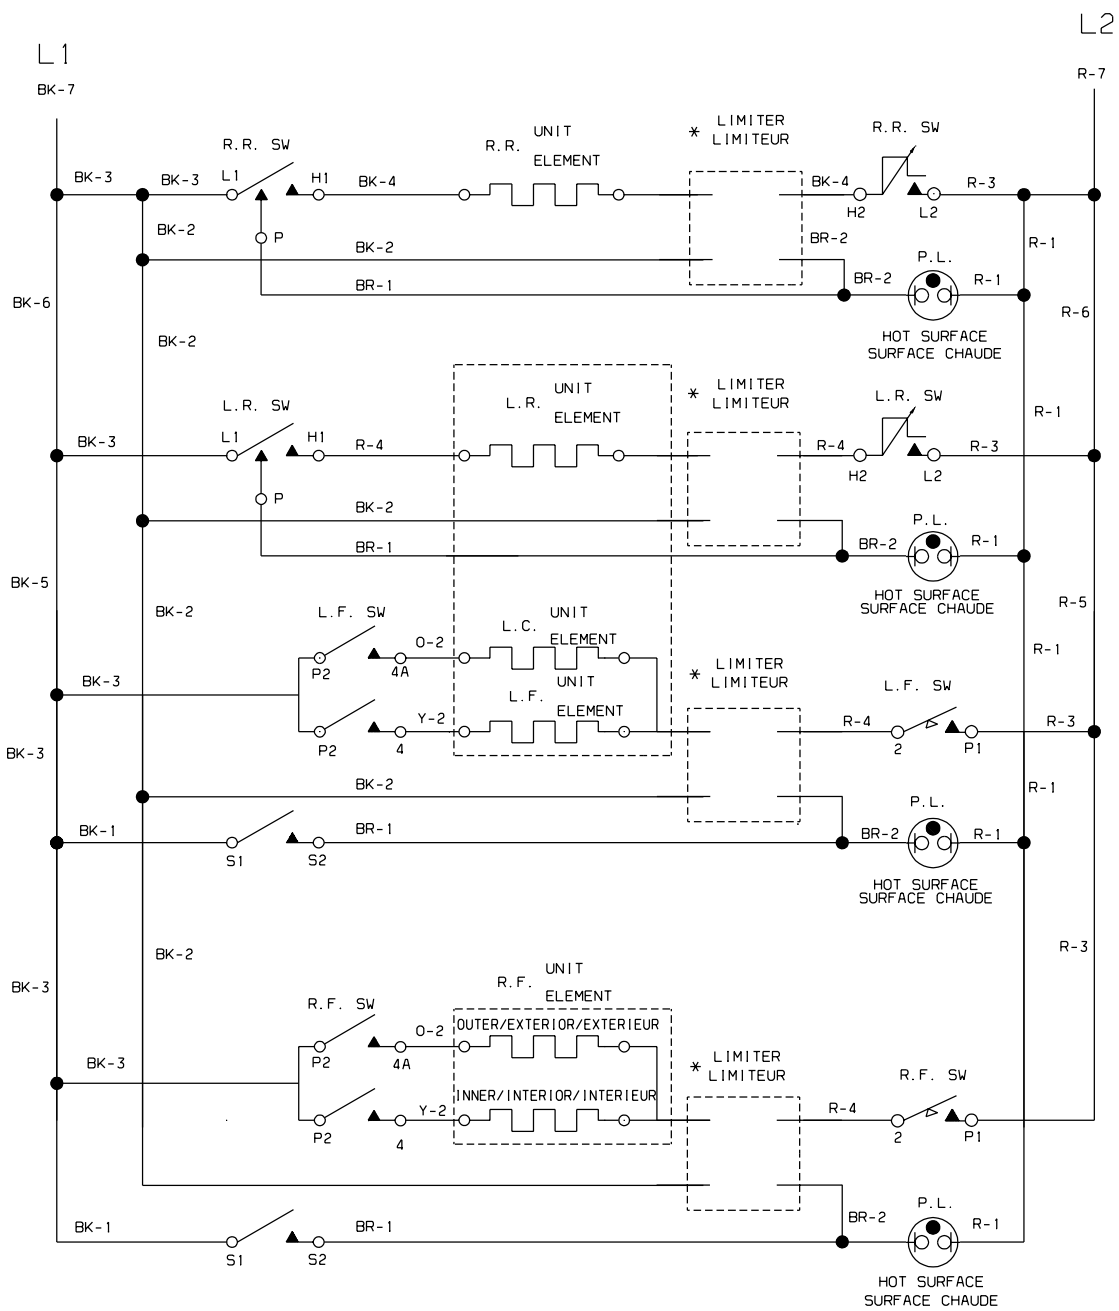 L1
L2
BK-7
R-7
R.R. SW
UNIT
R.R.
ELEMENT
* LIMITER
LIMITEUR
R.R. SW
BK-3
BK-3
L1
H1
BK-4
BK-4
H2
L2
R-3
BK-2
P
BK-2
BR-2
R-1
P.L.
BR-1
BR-2
R-1
BK-6
R-6
HOT SURFACE
SURFACE CHAUDE
BK-2
L.R. SW
UNIT
L.R.
ELEMENT
* LIMITER
LIMITEUR
L.R. SW
R-1
BK-3
L1
H1
R-4
R-4
H2
L2
R-3
P
BK-2
P.L.
BR-1
BR-2
R-1
BK-5
HOT SURFACE
SURFACE CHAUDE
R-5
BK-2
L.F. SW
UNIT
L.C.
ELEMENT
O-2
P2
4A
R-1
BK-3
* LIMITER
LIMITEUR
L.F. SW
UNIT
L.F.
ELEMENT
Y-2
P2
4
R-4
2
P1
R-3
BK-3
BK-2
R-1
P.L.
BK-1
S1
S2
BR-1
BR-2
R-1
HOT SURFACE
SURFACE CHAUDE
BK-2
R-3
BK-3
R.F. SW
UNIT
R.F.
ELEMENT
O-2
OUTER/EXTERIOR/EXTERIEUR
P2
4A
BK-3
* LIMITER
LIMITEUR
R.F. SW
INNER/INTERIOR/INTERIEUR
Y-2
P2
4
R-4
2
P1
P.L.
BK-1
S1
S2
BR-1
BR-2
R-1
HOT SURFACE
SURFACE CHAUDE